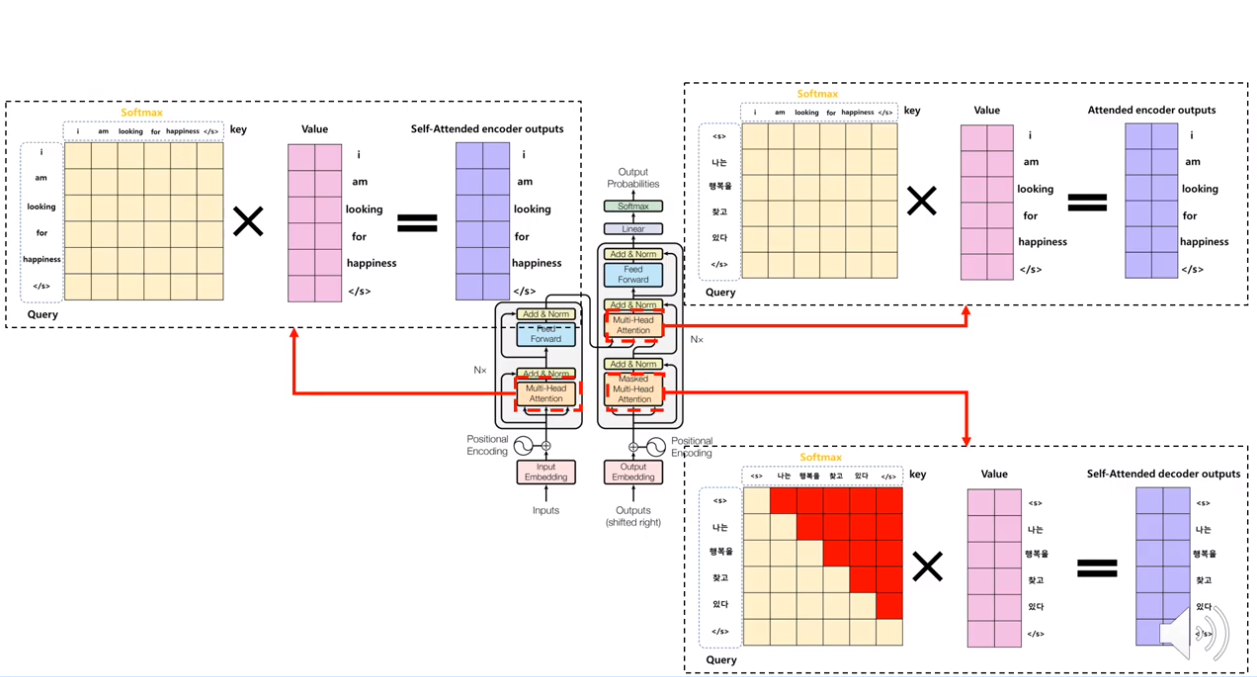 Softmax
i am looking for happiness </s> key
Value
Self-Attended encoder outputs
i
am
looking
for
happiness
</s>
Query
i
am
looking
for
happiness
</s>
i
am
looking
for
happiness
</s>
Softmax
i am looking for happiness </s> key
Value
Attended encoder outputs
<s>
나는
행복을
찾고
있다
</s>
Query
i
am
looking
for
happiness
</s>
i
am
looking
for
happiness
</s>
Output
Probabilities
Softmax
Linear
Add & Norm
Feed
Forward
Add & Norm
Multi-Head
Attention
Nx
Add & Norm
Masked
Multi-Head
Attention
Positional
Encoding
Output
Embedding
Outputs
(shifted right)
Add & Norm
Feed
Forward
Nx
Add & Norm
Multi-Head
Attention
Positional
Encoding
Input
Embedding
Inputs
Softmax
<s> 나는 행복을 찾고 있다 </s> key
Value
Self-Attended decoder outputs
<s>
나는
행복을
찾고
있다
</s>
Query
<s>
나는
행복을
찾고
있다
</s>
<s>
나는
행복을
찾고
있다
</s>